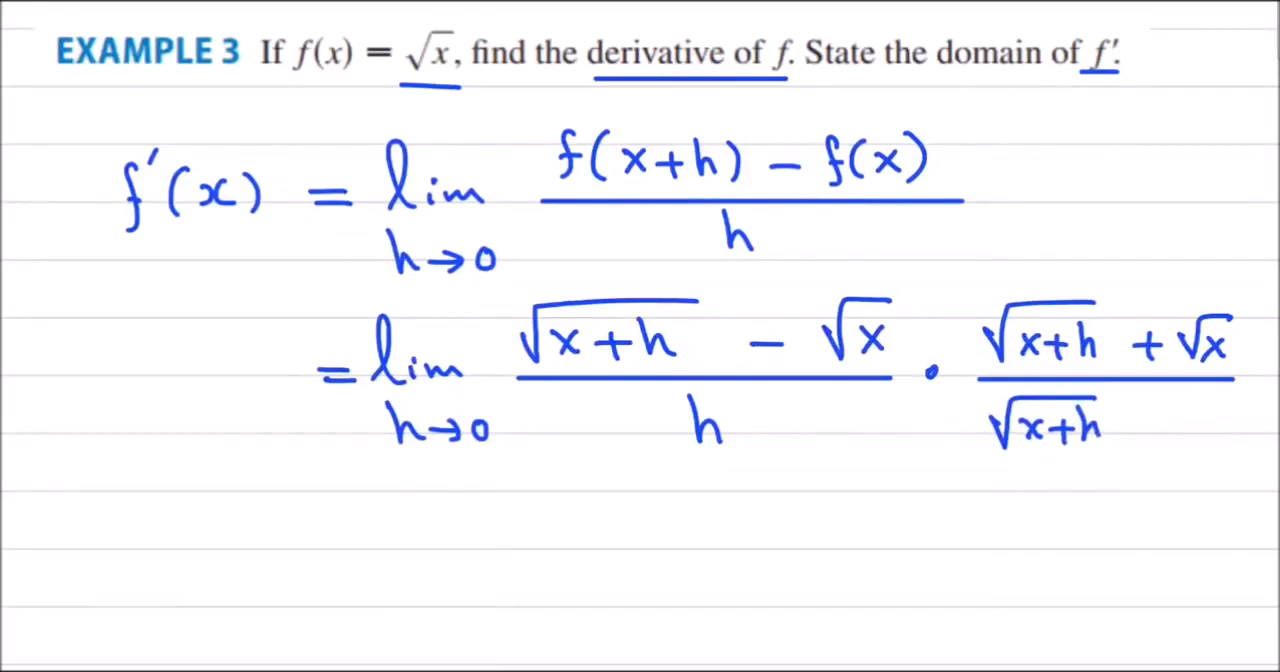 EXAMPLE 3 If f(x) = √x, find the derivative of f. State the domain of f′.
f′(x) = lim h→0 (f(x+h) − f(x)) / h
= lim h→0 (√(x+h) − √x) / h · (√(x+h) + √x) / √(x+h)